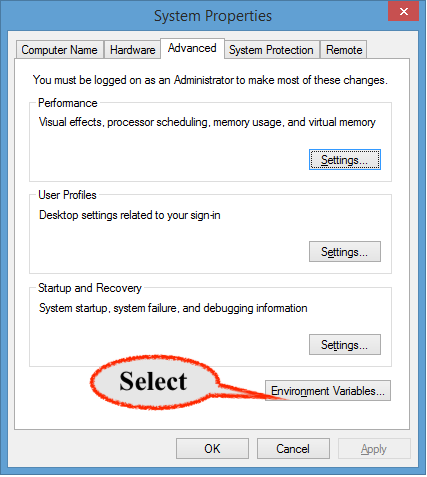 System Properties
Computer Name Hardware Advanced System Protection Remote
You must be logged on as an Administrator to make most of these changes.
Performance
Visual effects, processor scheduling, memory usage, and virtual memory
Settings...
User Profiles
Desktop settings related to your sign-in
Settings...
Startup and Recovery
System startup, system failure, and debugging information
Settings...
Select
Environment Variables...
OK Cancel Apply